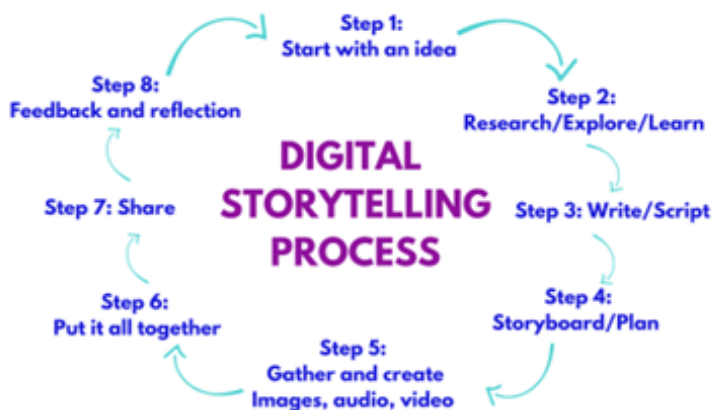 Step 1:
Start with an idea
Step 2:
Research/Explore/Learn
Step 3: Write/Script
Step 4:
Storyboard/Plan
Step 5:
Gather and create
Images, audio, video
Step 6:
Put it all together
Step 7: Share
Step 8:
Feedback and reflection
DIGITAL
STORYTELLING
PROCESS